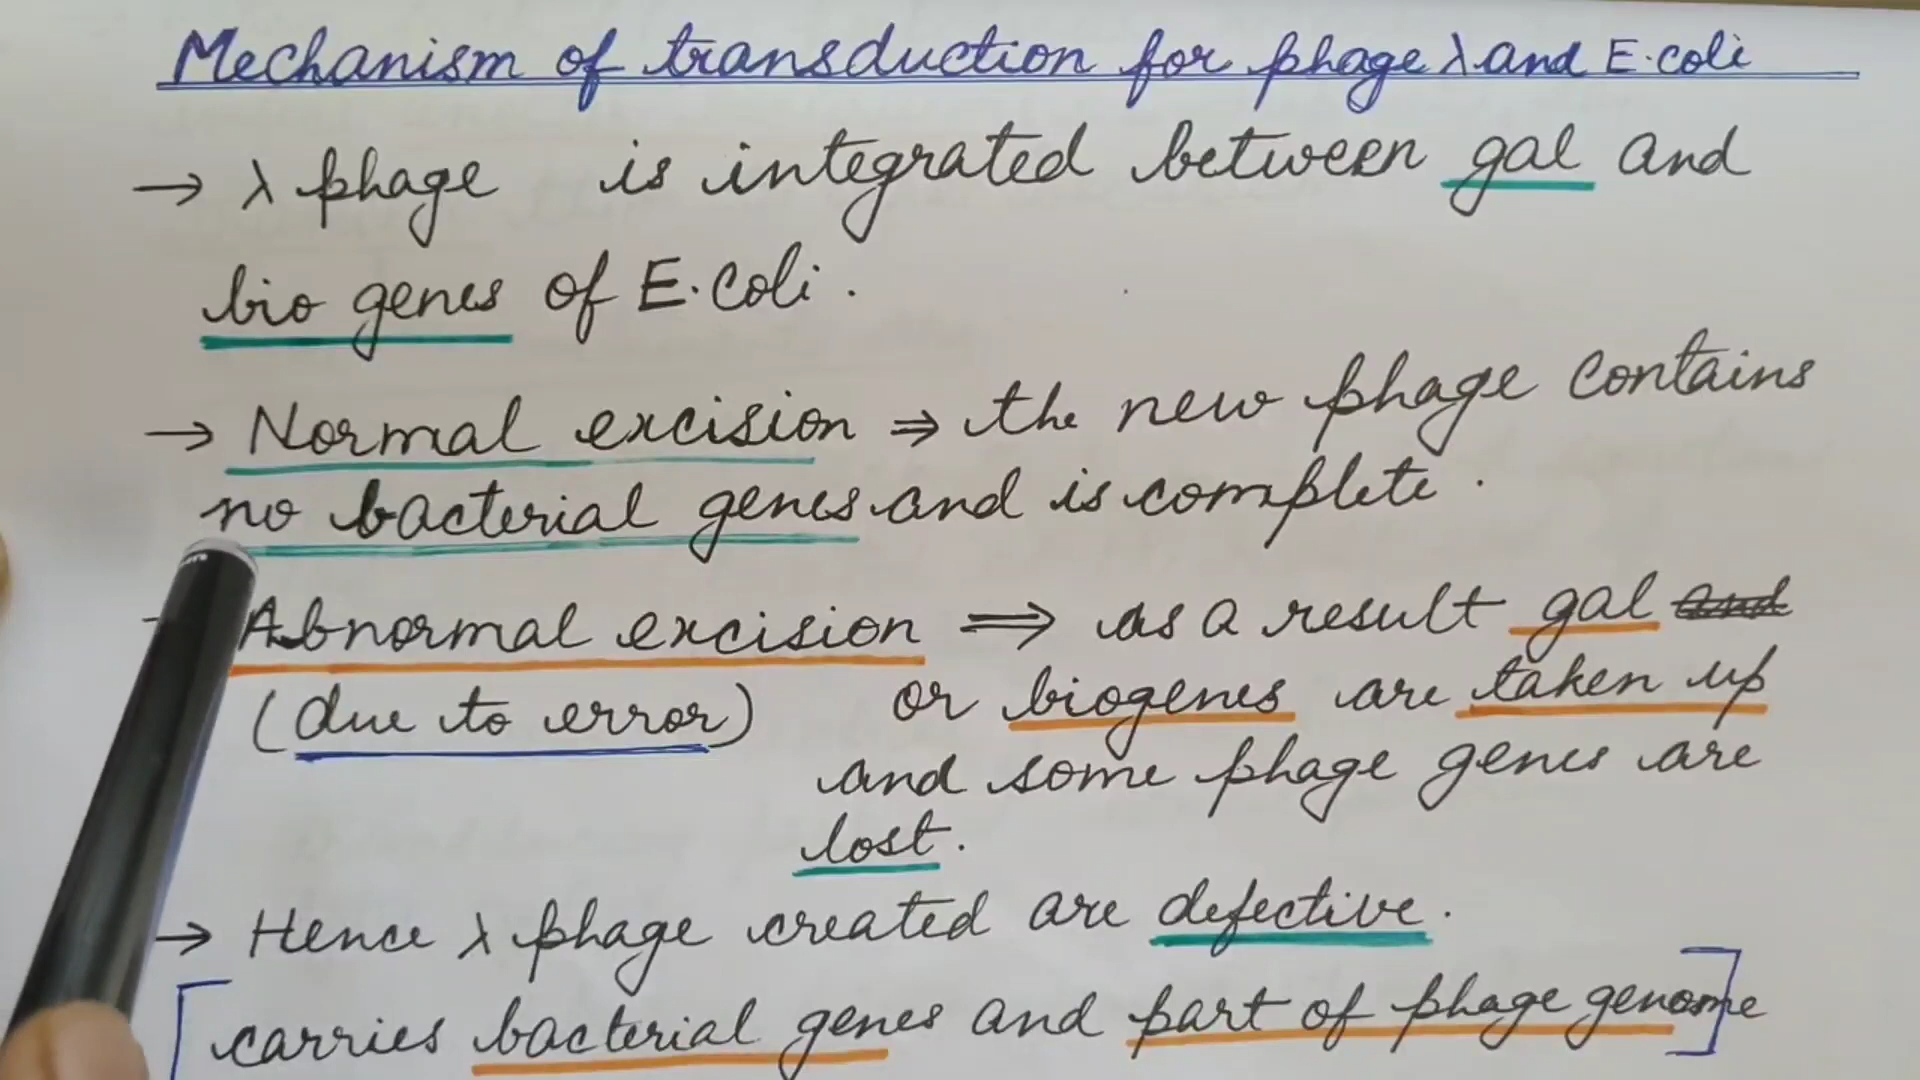 Mechanism of transduction for phage λ and E.coli
→ λ phage is integrated between gal and
bio genes of E.coli.
→ Normal excision ⇒ the new phage contains
no bacterial genes and is complete.
Abnormal excision ⇒ as a result gal and
(due to error) or biogenes are taken up
and some phage genes are
lost.
→ Hence λ phage created are defective.
[carries bacterial genes and part of phage genome]